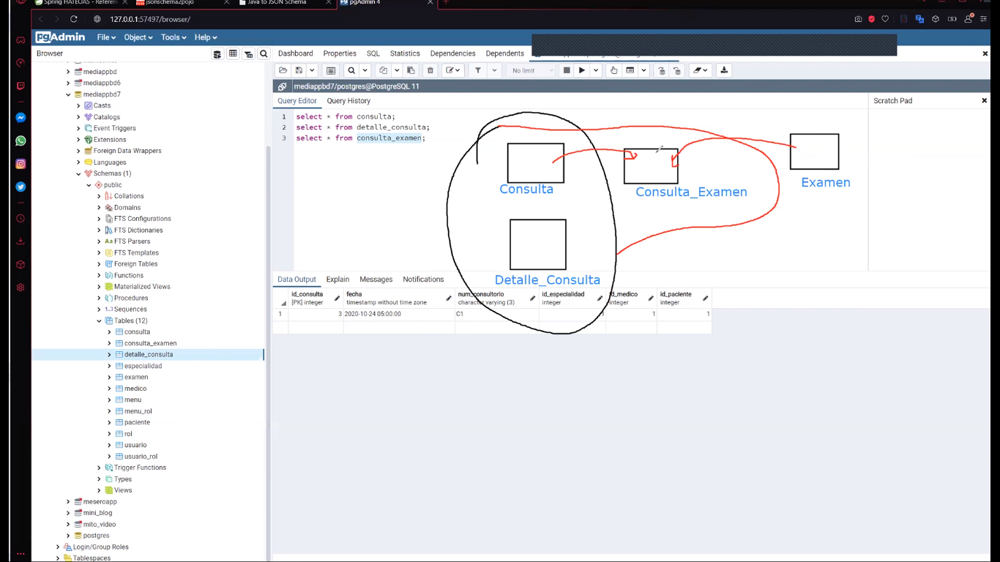 Spring HATEOAS - Referen
jsonschema2pojo
Java to JSON Schema
pgAdmin 4
127.0.0.1:57497/browser/
pgAdmin
File
Object
Tools
Help
Browser
Dashboard
Properties
SQL
Statistics
Dependencies
Dependents
No limit
mediappbd7/postgres@PostgreSQL 11
Query Editor
Query History
Scratch Pad
1 select * from consulta;
2 select * from detalle_consulta;
3 select * from consulta_examen;
Consulta
Consulta_Examen
Examen
Detalle_Consulta
mediappbd
mediappbd6
mediappbd7
Casts
Catalogs
Event Triggers
Extensions
Foreign Data Wrappers
Languages
Schemas (1)
public
Collations
Domains
FTS Configurations
FTS Dictionaries
FTS Parsers
FTS Templates
Foreign Tables
Functions
Materialized Views
Procedures
Sequences
Tables (12)
consulta
consulta_examen
detalle_consulta
especialidad
examen
medico
menu
menu_rol
paciente
rol
usuario
usuario_rol
Trigger Functions
Types
Views
meseroapp
mini_blog
mito_video
postgres
Login/Group Roles
Tablespaces
Data Output
Explain
Messages
Notifications
id_consulta
[PK] integer
fecha
timestamp without time zone
num_consultorio
character varying (3)
id_especialidad
integer
id_medico
integer
id_paciente
integer
1 3 2020-10-24 05:00:00 C1 1 1 1